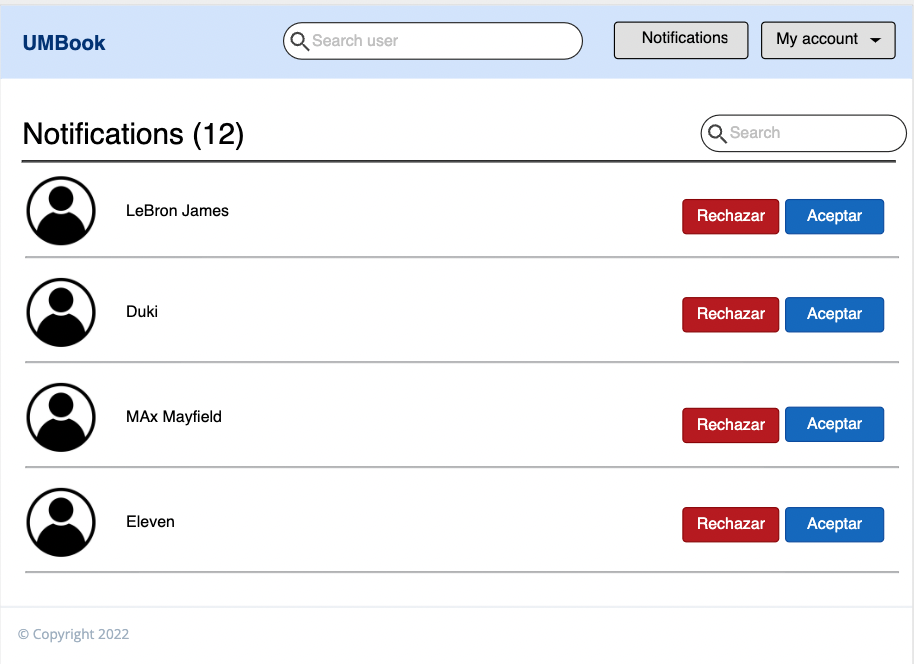 UMBook
Search user
Notifications
My account
Notifications (12)
Search
LeBron James
Rechazar
Aceptar
Duki
Rechazar
Aceptar
MAx Mayfield
Rechazar
Aceptar
Eleven
Rechazar
Aceptar
© Copyright 2022